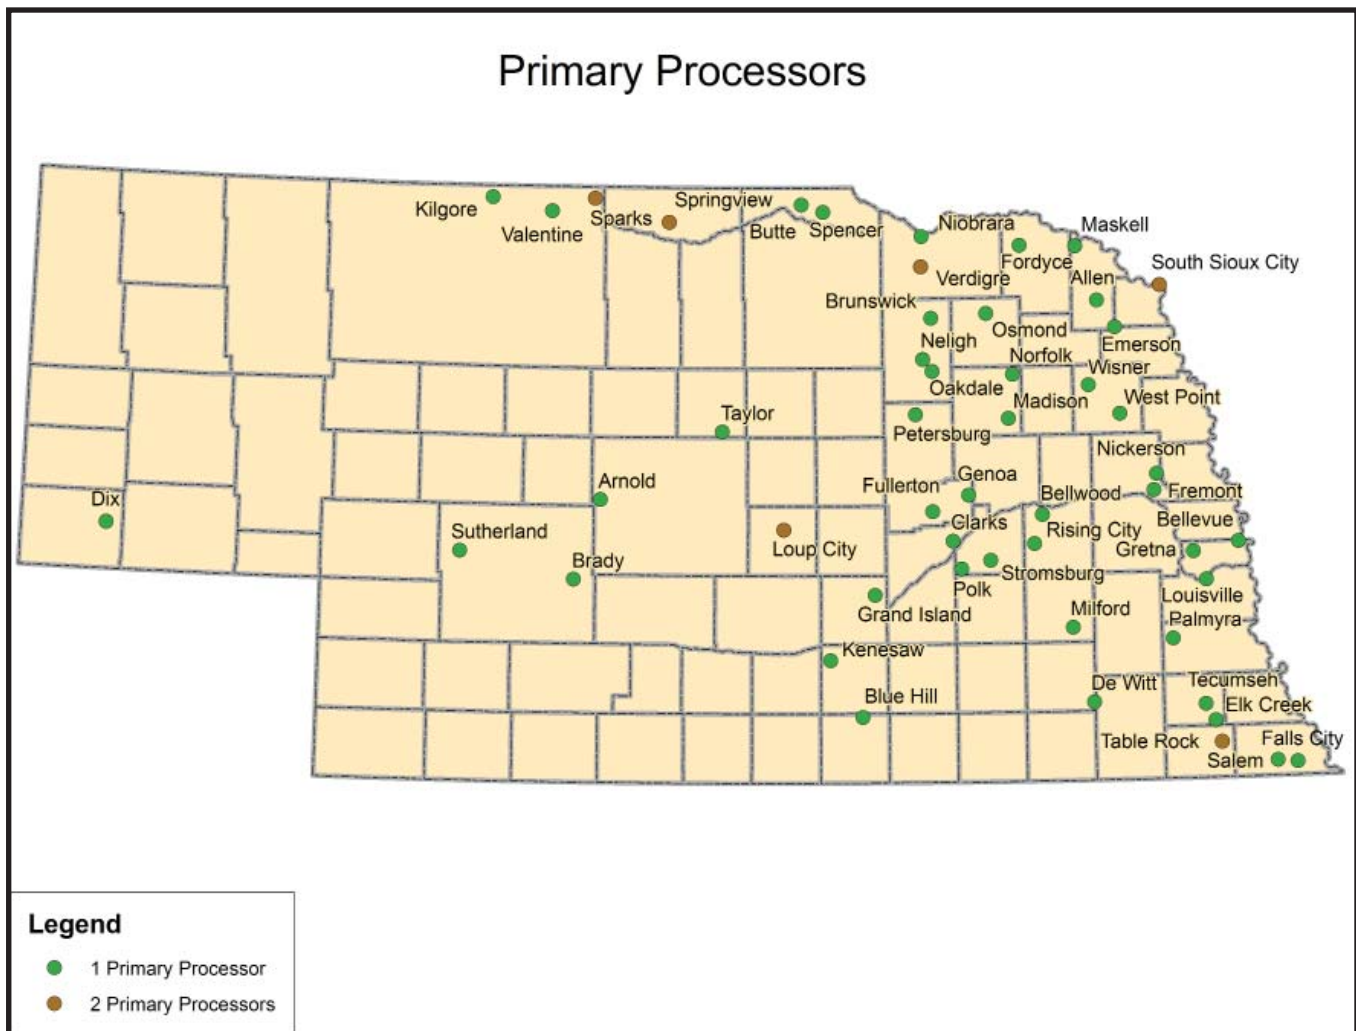 Primary Processors
Kilgore
Valentine
Sparks
Springview
Butte
Spencer
Niobrara
Maskell
Fordyce
South Sioux City
Verdigre
Allen
Brunswick
Osmond
Emerson
Neligh
Norfolk
Wisner
Oakdale
Madison
West Point
Taylor
Petersburg
Nickerson
Arnold
Fullerton
Genoa
Bellwood
Fremont
Dix
Sutherland
Clarks
Rising City
Bellevue
Brady
Loup City
Gretna
Stromsburg
Polk
Louisville
Grand Island
Milford
Palmyra
Kenesaw
Blue Hill
De Witt
Tecumseh
Elk Creek
Table Rock
Falls City
Salem
Legend
1 Primary Processor
2 Primary Processors